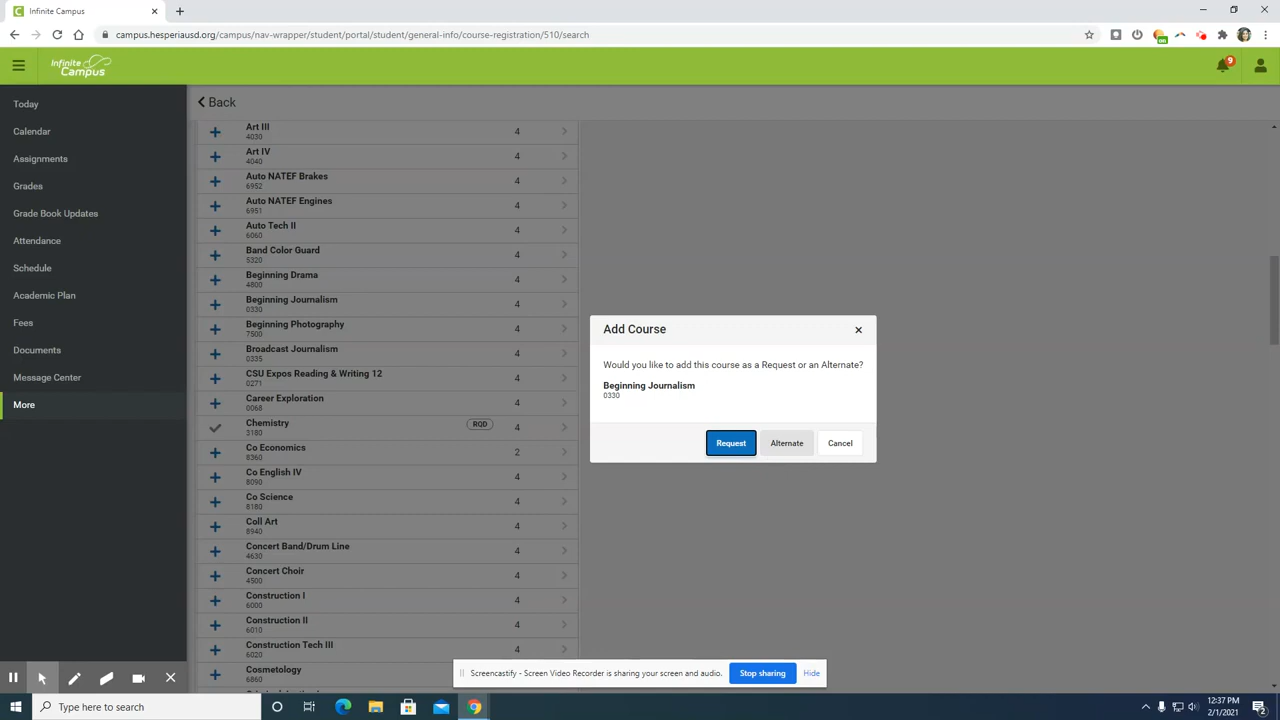 Infinite Campus
campus.hesperiausd.org/campus/nav-wrapper/student/portal/student/general-info/course-registration/510/search
Infinite
Campus
9
Today
Calendar
Assignments
Grades
Grade Book Updates
Attendance
Schedule
Academic Plan
Fees
Documents
Message Center
More
Back
Art III 4
4030
Art IV 4
4040
Auto NATEF Brakes 4
6952
Auto NATEF Engines 4
6951
Auto Tech II 4
6060
Band Color Guard 4
5320
Beginning Drama 4
4800
Beginning Journalism 4
0330
Beginning Photography 4
7500
Broadcast Journalism 4
0335
CSU Expos Reading & Writing 12 4
0271
Career Exploration 4
0068
Chemistry RQD 4
3180
Co Economics 2
8360
Co English IV 4
8090
Co Science 4
8180
Coll Art 4
8940
Concert Band/Drum Line 4
4630
Concert Choir 4
4500
Construction I 4
6000
Construction II 4
6010
Construction Tech III 4
6020
Cosmetology 4
6860
Add Course
Would you like to add this course as a Request or an Alternate?
Beginning Journalism
0330
Request Alternate Cancel
Screencastify - Screen Video Recorder is sharing your screen and audio. Stop sharing Hide
Type here to search
12:37 PM
2/1/2021
2